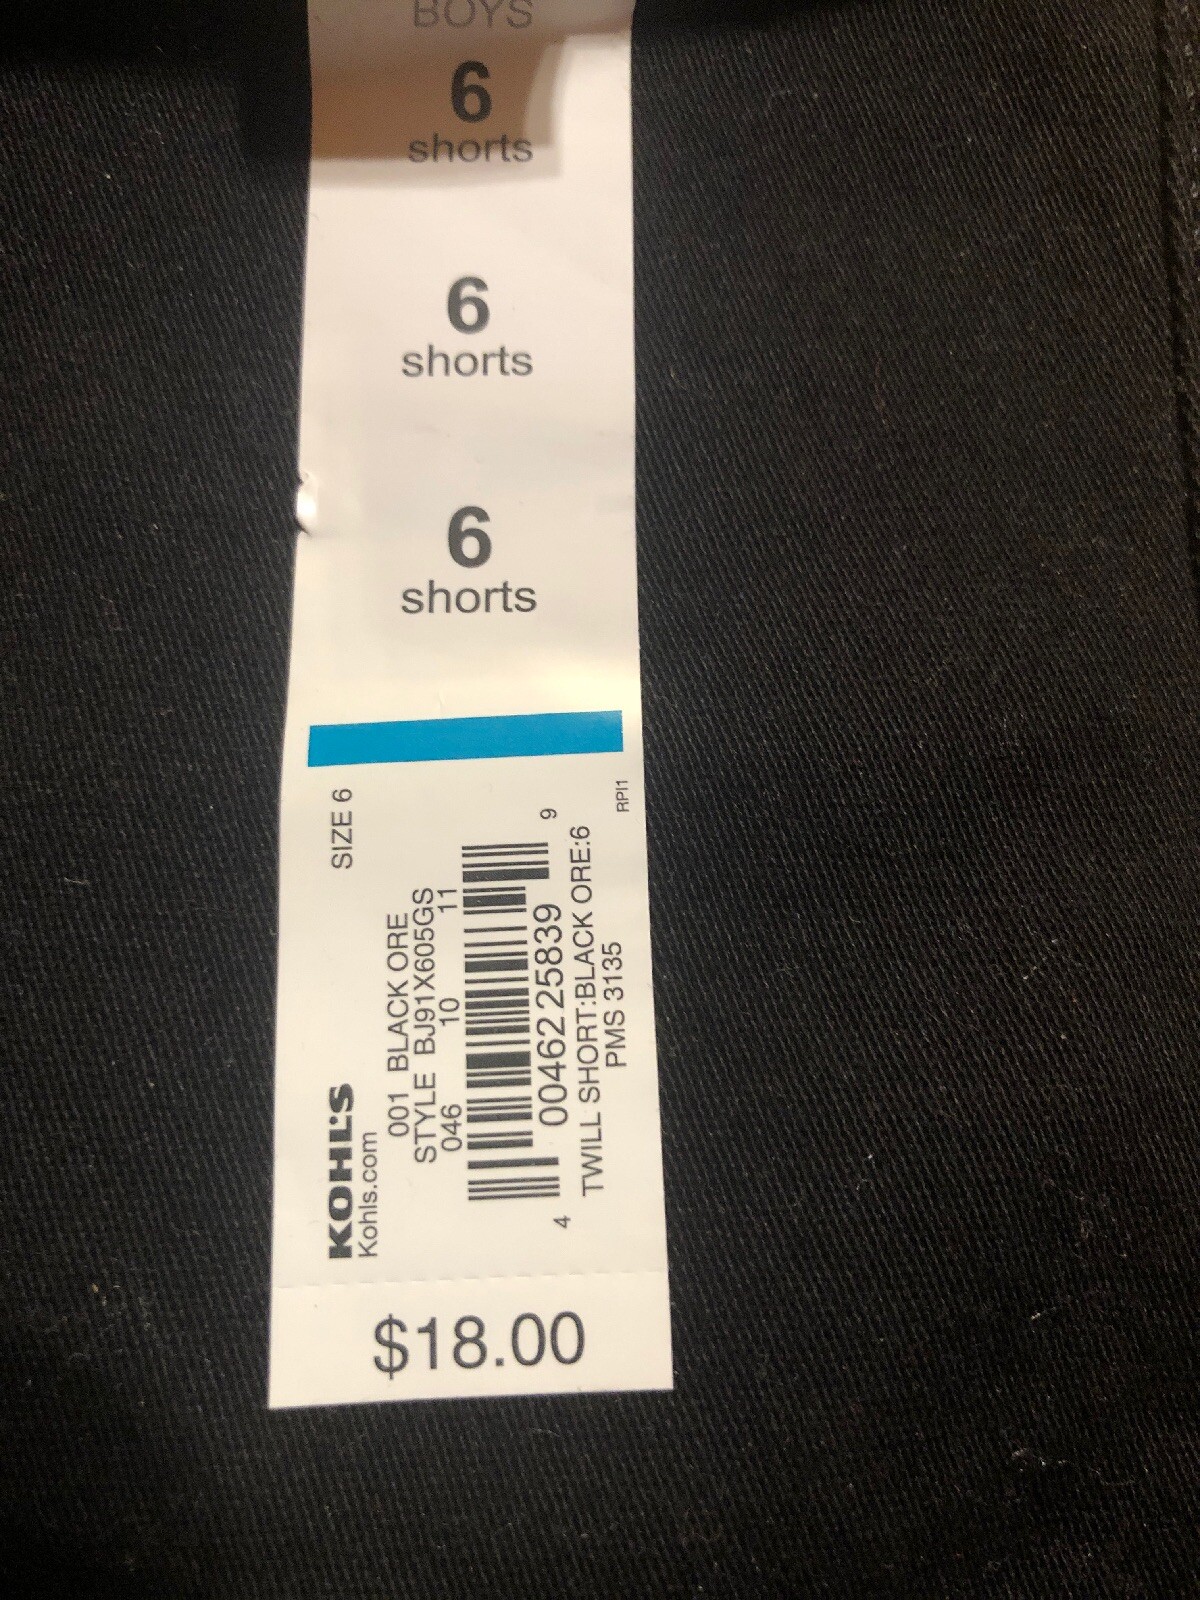 BOYS
6
shorts
6
shorts
6
shorts
KOHL'S SIZE 6
Kohls.com
001 BLACK ORE
STYLE BJ91X605GS
046 10 11
4 00462 25839 9
TWILL SHORT:BLACK ORE:6
PMS 3135
RPI1
$18.00